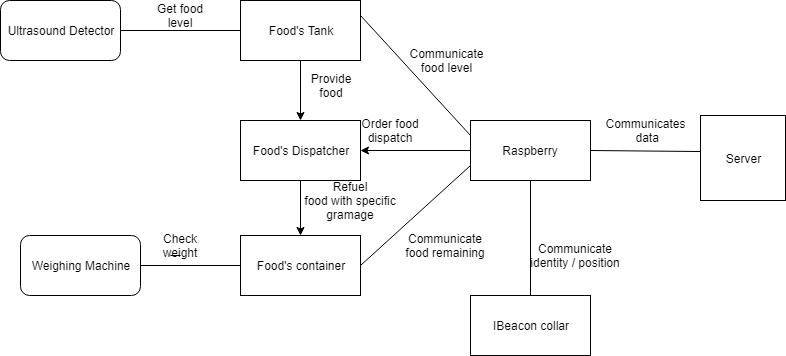 Get food
level
Ultrasound Detector
Food's Tank
Communicate
food level
Provide
food
Order food
dispatch
Communicates
data
Food's Dispatcher
Raspberry
Server
Refuel
food with specific
gramage
Check
weight
Communicate
food remaining
Communicate
identity / position
Weighing Machine
Food's container
IBeacon collar